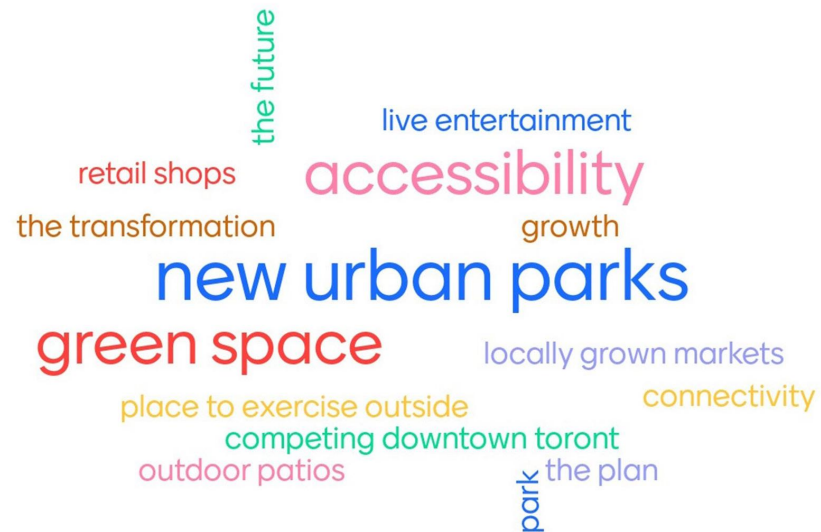 the future
live entertainment
retail shops
accessibility
the transformation
growth
new urban parks
green space
locally grown markets
connectivity
place to exercise outside
competing downtown toront
outdoor patios
the plan
park